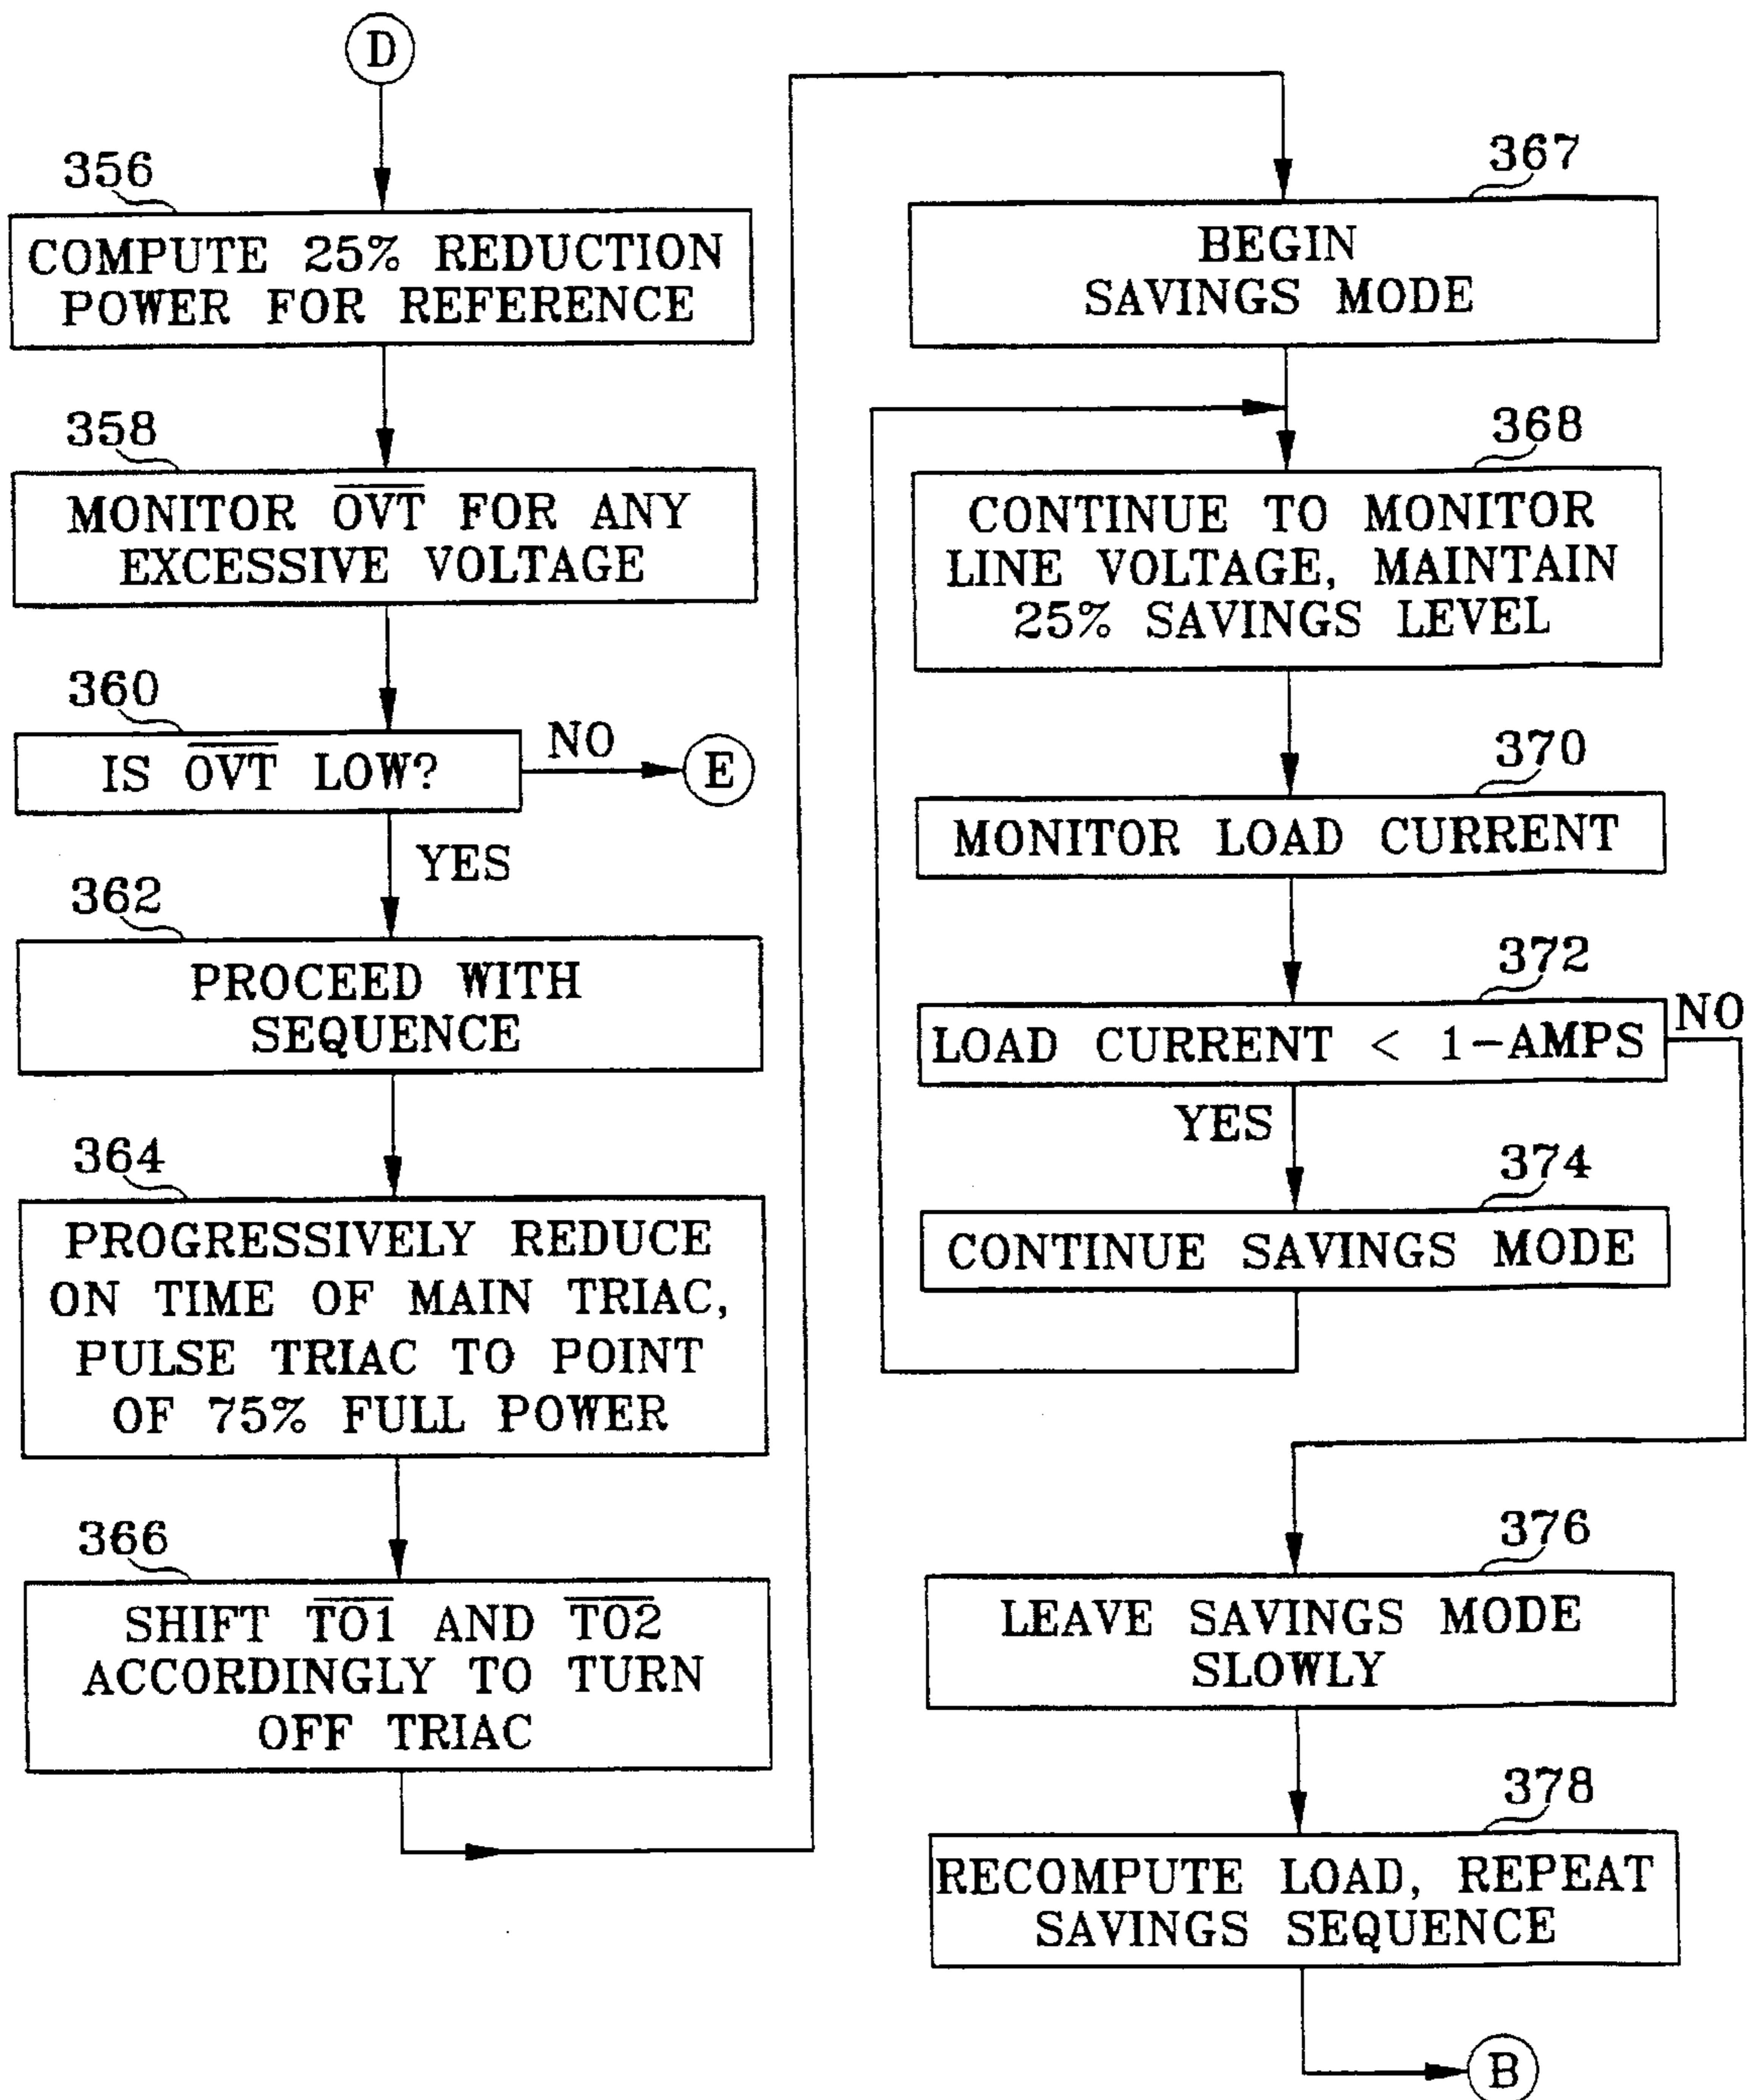 D
356
COMPUTE 25% REDUCTION
POWER FOR REFERENCE
358
MONITOR O̅V̅T̅ FOR ANY
EXCESSIVE VOLTAGE
360
IS O̅V̅T̅ LOW?
NO
E
YES
362
PROCEED WITH
SEQUENCE
364
PROGRESSIVELY REDUCE
ON TIME OF MAIN TRIAC,
PULSE TRIAC TO POINT
OF 75% FULL POWER
366
SHIFT T̅O̅1̅ AND T̅O̅2̅
ACCORDINGLY TO TURN
OFF TRIAC
367
BEGIN
SAVINGS MODE
368
CONTINUE TO MONITOR
LINE VOLTAGE, MAINTAIN
25% SAVINGS LEVEL
370
MONITOR LOAD CURRENT
372
LOAD CURRENT < 1-AMPS
NO
YES
374
CONTINUE SAVINGS MODE
376
LEAVE SAVINGS MODE
SLOWLY
378
RECOMPUTE LOAD, REPEAT
SAVINGS SEQUENCE
B